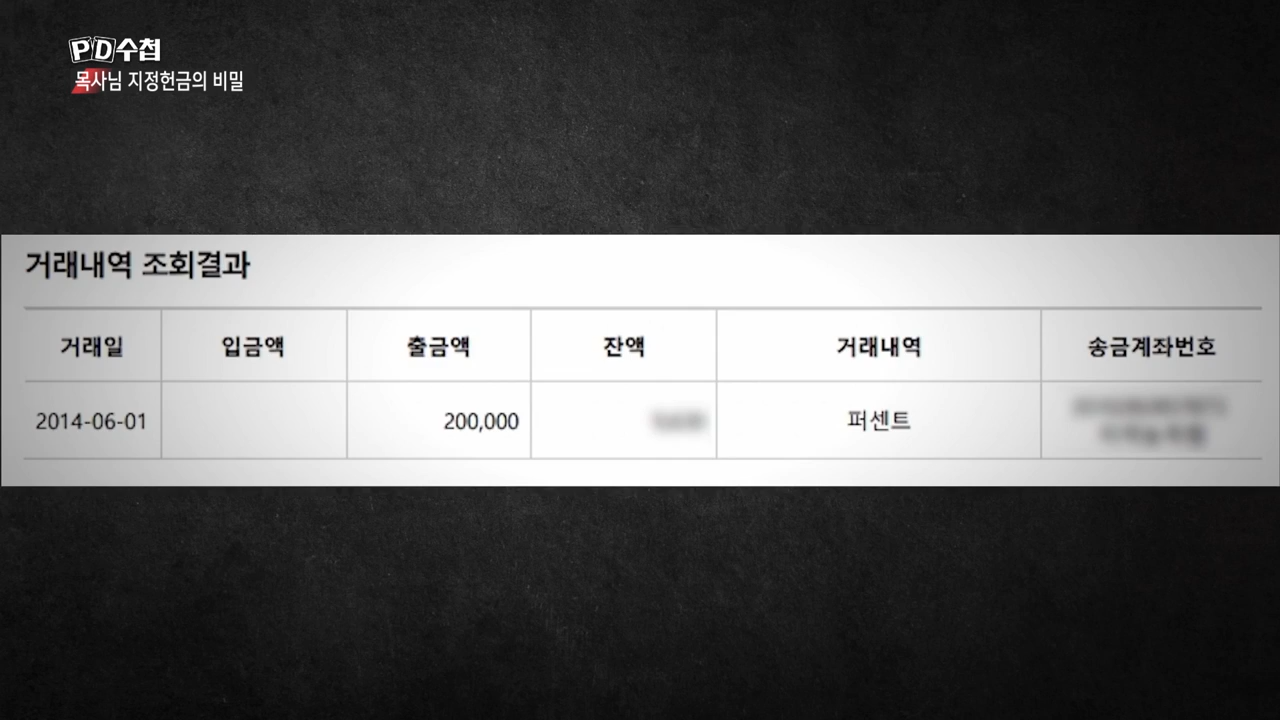 PD수첩
목사님 지정헌금의 비밀
거래내역 조회결과
거래일 입금액 출금액 잔액 거래내역 송금계좌번호
2014-06-01 200,000 퍼센트